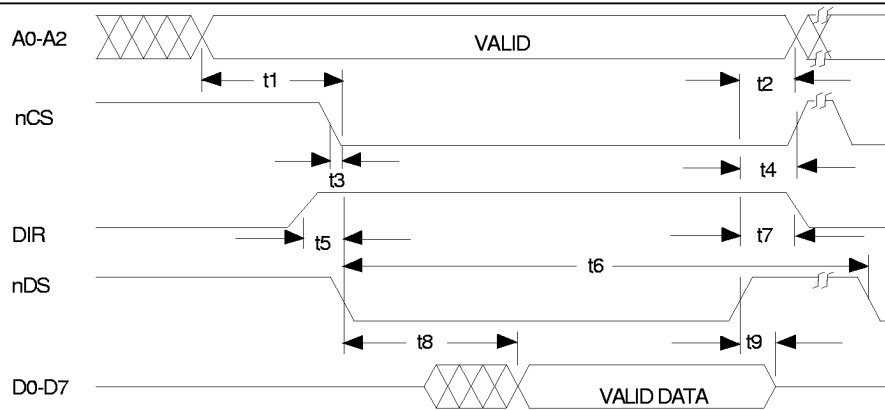 A0-A2
VALID
t1
t2
nCS
t3
t4
DIR
t5
t7
t6
nDS
t8
t9
D0-D7
VALID DATA